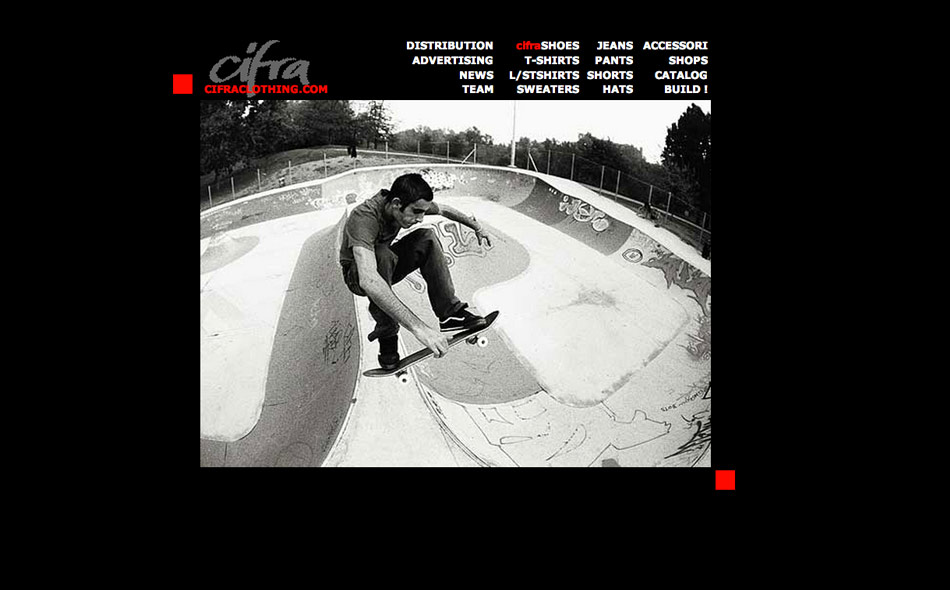 cifra
CIFRACLOTHING.COM
DISTRIBUTION cifraSHOES JEANS ACCESSORI
ADVERTISING T-SHIRTS PANTS SHOPS
NEWS L/STSHIRTS SHORTS CATALOG
TEAM SWEATERS HATS BUILD !